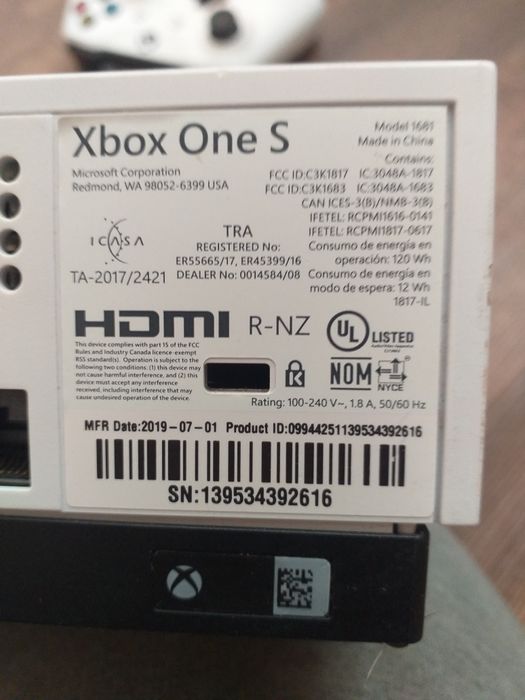 Xbox One S
Model 1681
Made in China
Microsoft Corporation
Redmond, WA 98052-6399 USA
Contains:
FCC ID:C3K1817 IC:3048A-1817
FCC ID:C3K1683 IC:3048A-1683
CAN ICES-3(B)/NMB-3(B)
IFETEL: RCPMI1616-0141
IFETEL: RCPMI1817-0617
Consumo de energía en
operación: 120 Wh
Consumo de energía en
modo de espera: 12 Wh
1817-IL
ICASA
TA-2017/2421
TRA
REGISTERED No:
ER55665/17, ER45399/16
DEALER No: 0014584/08
HDMI R-NZ
UL LISTED
This device complies with part 15 of the FCC
Rules and Industry Canada licence-exempt
RSS standard(s). Operation is subject to the
following two conditions: (1) this device may
not cause harmful interference, and (2) this
device must accept any interference
received, including interference that may
cause undesired operation of the device.
NOM
NYCE
Rating: 100-240 V~, 1.8 A, 50/60 Hz
MFR Date:2019-07-01 Product ID:09944251139534392616
SN:139534392616